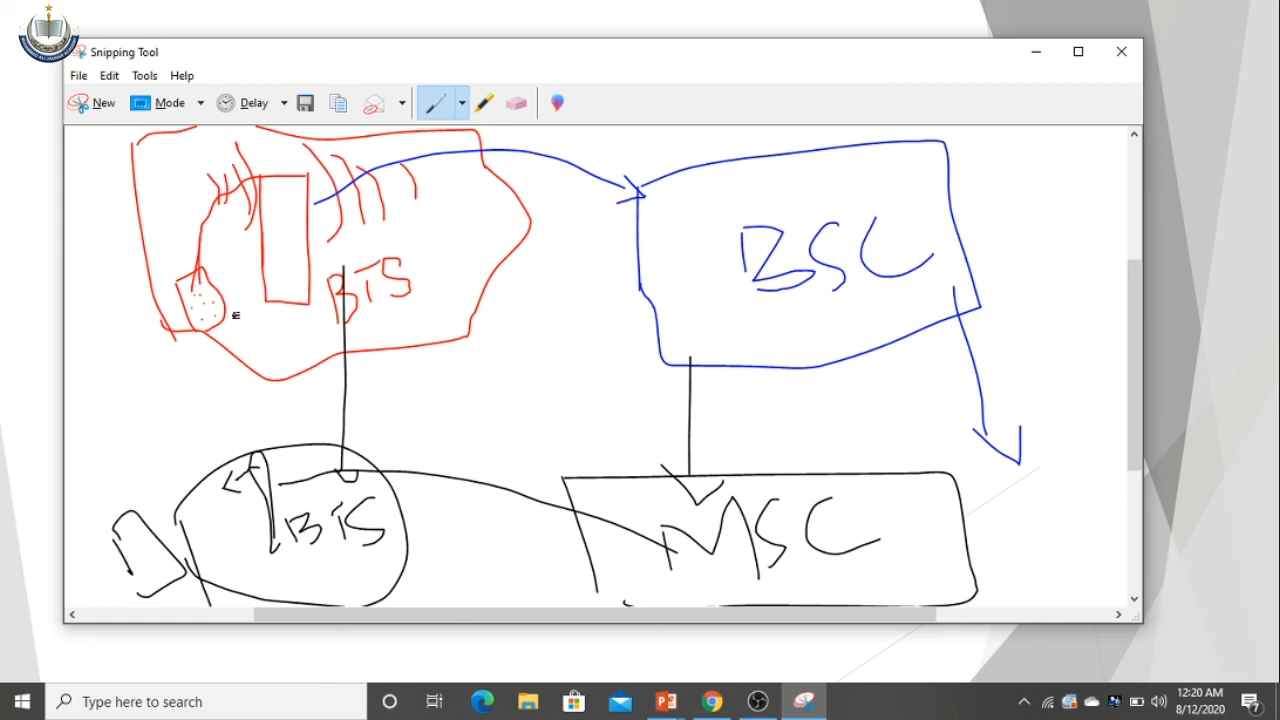 Snipping Tool
File Edit Tools Help
New Mode Delay
BTS
BSC
BTS
MSC
Type here to search
12:20 AM
8/12/2020
7